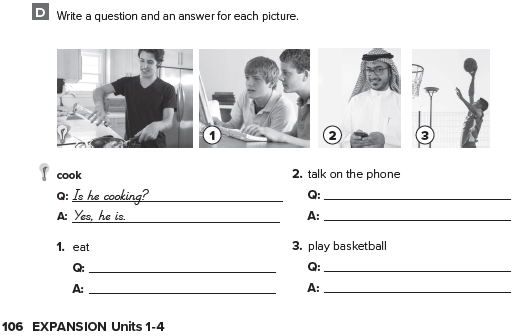 D Write a question and an answer for each picture.
1
2
3
cook
Q: Is he cooking?
A: Yes, he is.
1. eat
Q:
A:
2. talk on the phone
Q:
A:
3. play basketball
Q:
A:
106 EXPANSION Units 1-4